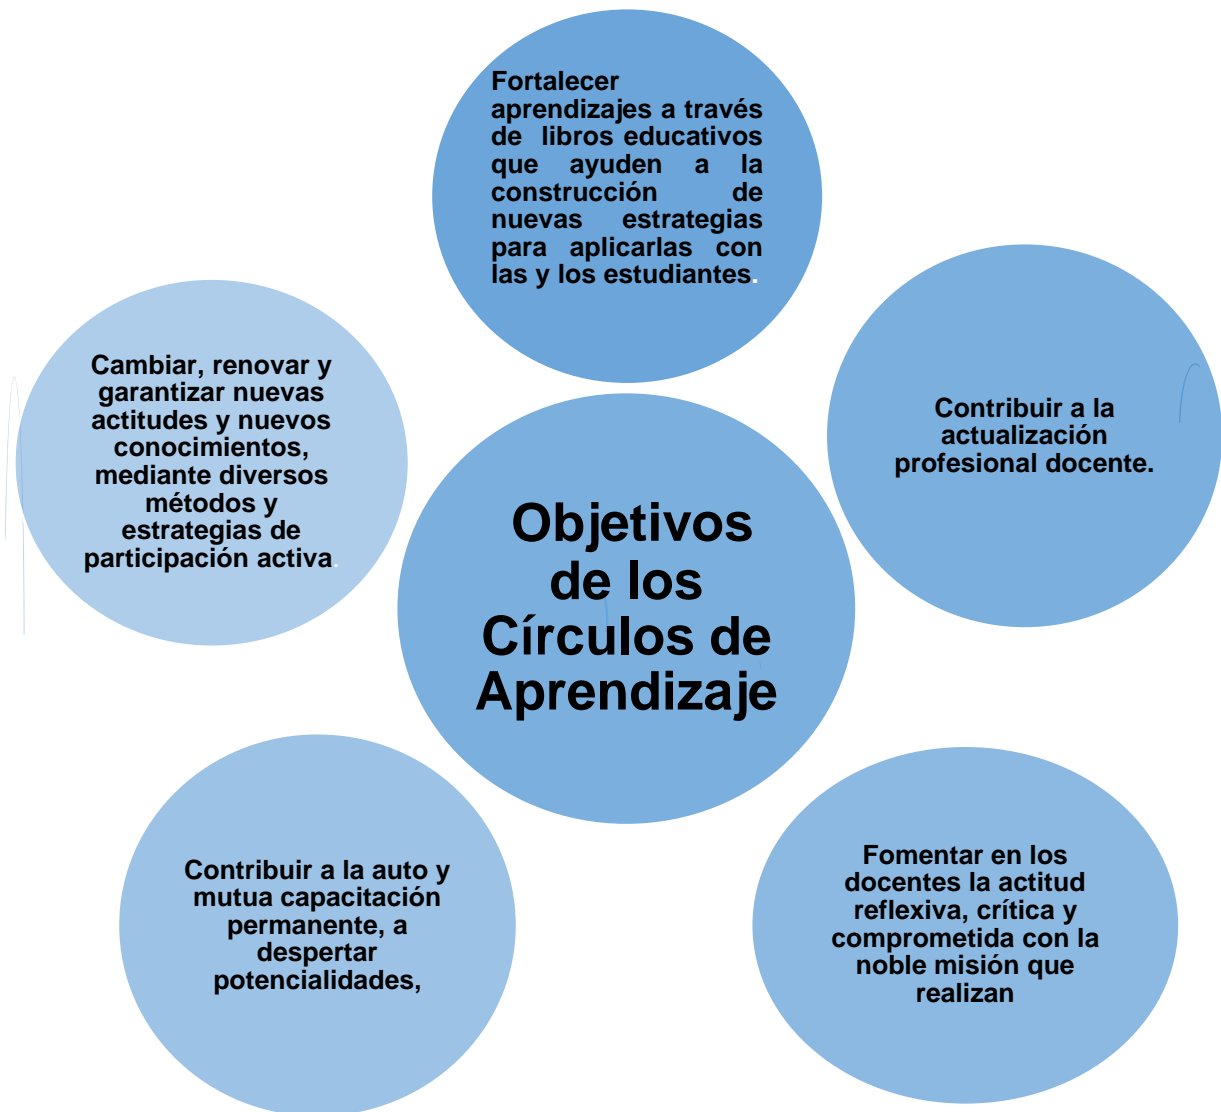 Fortalecer
aprendizajes a través
de libros educativos
que ayuden a la
construcción de
nuevas estrategias
para aplicarlas con
las y los estudiantes.
Contribuir a la
actualización
profesional docente.
Fomentar en los
docentes la actitud
reflexiva, crítica y
comprometida con la
noble misión que
realizan
Contribuir a la auto y
mutua capacitación
permanente, a
despertar
potencialidades,
Cambiar, renovar y
garantizar nuevas
actitudes y nuevos
conocimientos,
mediante diversos
métodos y
estrategias de
participación activa.
Objetivos
de los
Círculos de
Aprendizaje